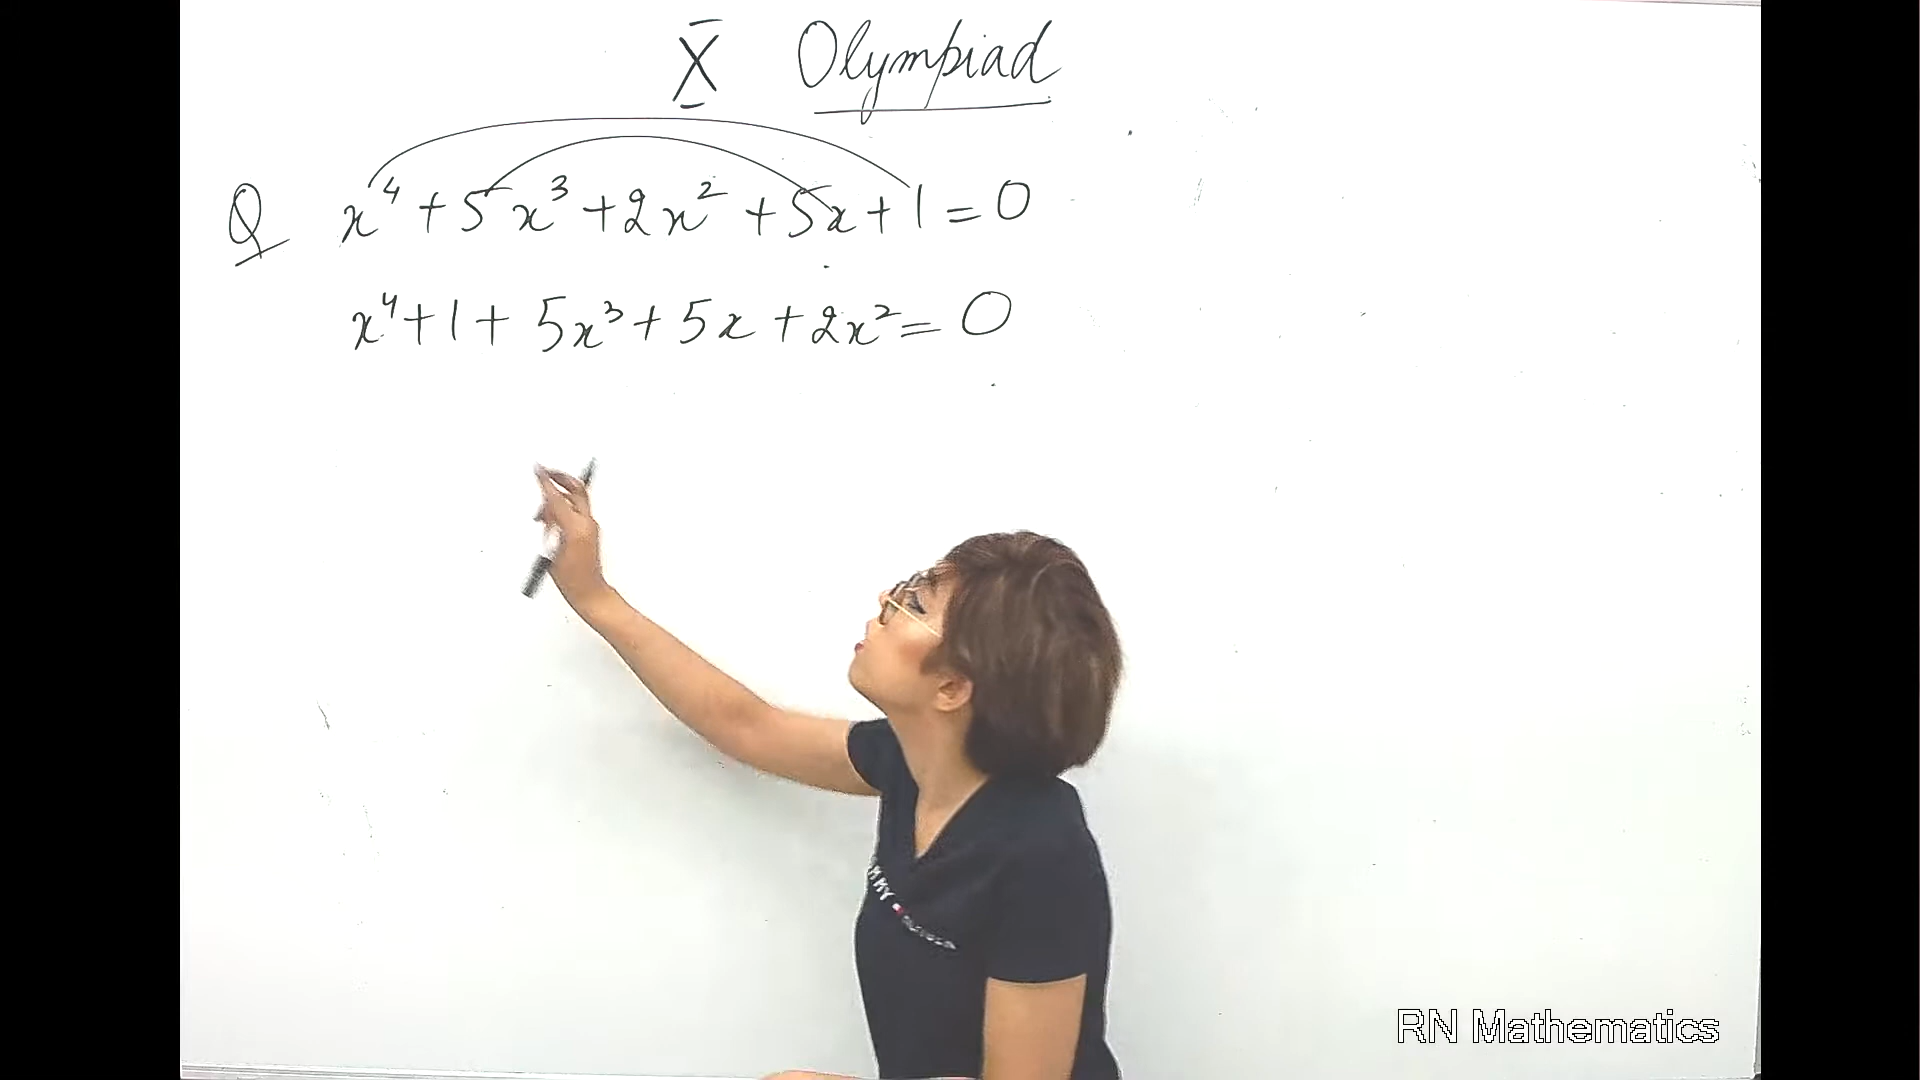 X Olympiad
Q x⁴ + 5x³ + 2x² + 5x + 1 = 0
x⁴ + 1 + 5x³ + 5x + 2x² = 0
RN Mathematics